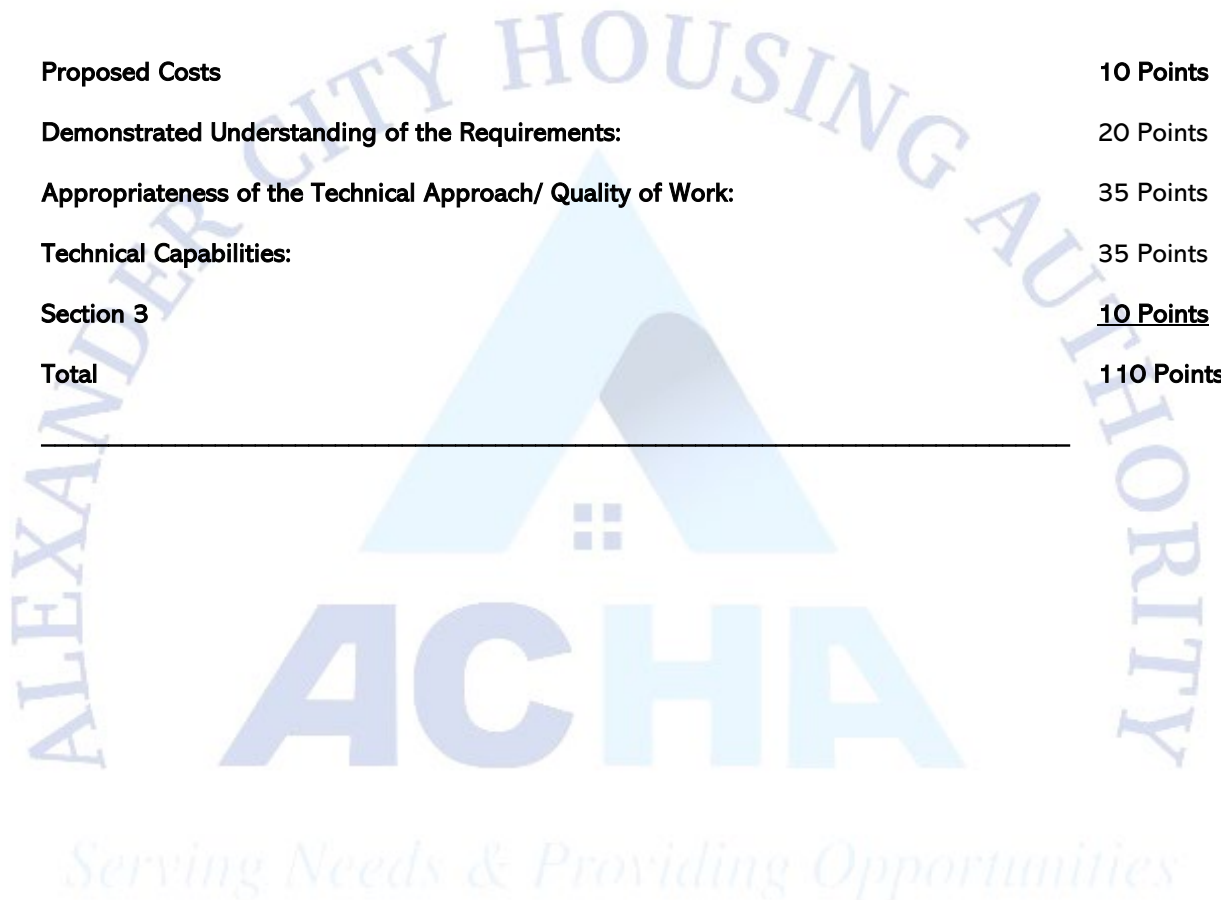 Proposed Costs 10 Points
Demonstrated Understanding of the Requirements: 20 Points
Appropriateness of the Technical Approach/ Quality of Work: 35 Points
Technical Capabilities: 35 Points
Section 3 10 Points
Total 110 Points
ALEXANDER CITY HOUSING AUTHORITY
ACHA
Serving Needs & Providing Opportunities